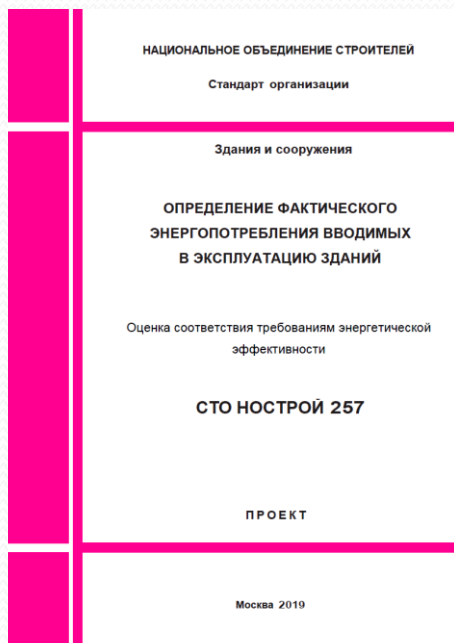 НАЦИОНАЛЬНОЕ ОБЪЕДИНЕНИЕ СТРОИТЕЛЕЙ
Стандарт организации
Здания и сооружения
ОПРЕДЕЛЕНИЕ ФАКТИЧЕСКОГО
ЭНЕРГОПОТРЕБЛЕНИЯ ВВОДИМЫХ
В ЭКСПЛУАТАЦИЮ ЗДАНИЙ
Оценка соответствия требованиям энергетической
эффективности
СТО НОСТРОЙ 257
ПРОЕКТ
Москва 2019